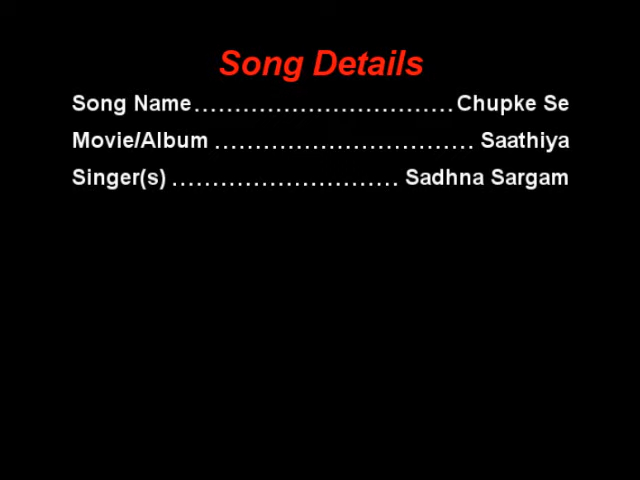 Song Details
Song Name................................Chupke Se
Movie/Album ................................ Saathiya
Singer(s) ............................ Sadhna Sargam